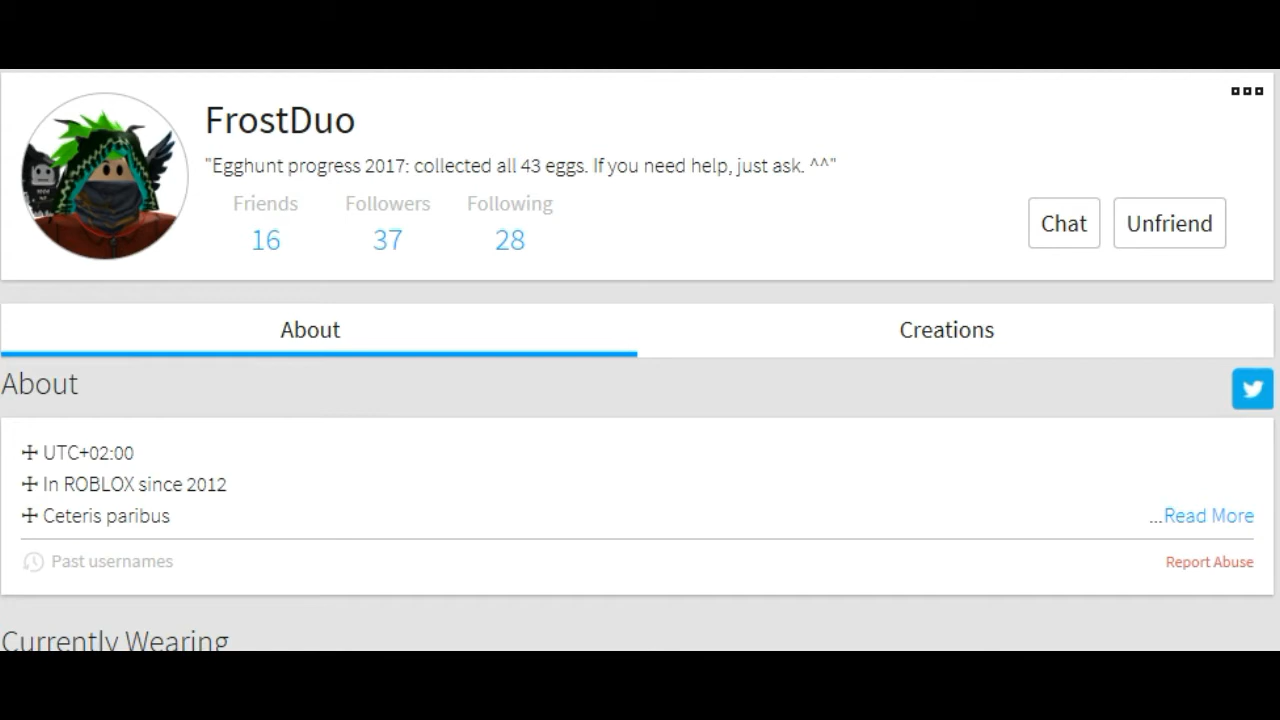 FrostDuo
"Egghunt progress 2017: collected all 43 eggs. If you need help, just ask. ^^"
Friends Followers Following
16 37 28
Chat Unfriend
About Creations
About
☩ UTC+02:00
☩ In ROBLOX since 2012
☩ Ceteris paribus ...Read More
Past usernames Report Abuse
Currently Wearing